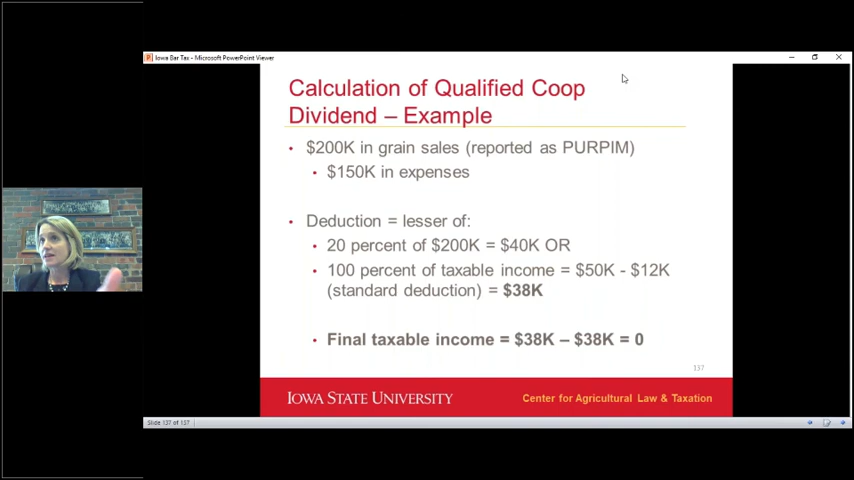 Iowa Bar Tax - Microsoft PowerPoint Viewer
Calculation of Qualified Coop
Dividend – Example
• $200K in grain sales (reported as PURPIM)
• $150K in expenses
• Deduction = lesser of:
• 20 percent of $200K = $40K OR
• 100 percent of taxable income = $50K - $12K
(standard deduction) = $38K
• Final taxable income = $38K – $38K = 0
137
IOWA STATE UNIVERSITY
Center for Agricultural Law & Taxation
Slide 137 of 137